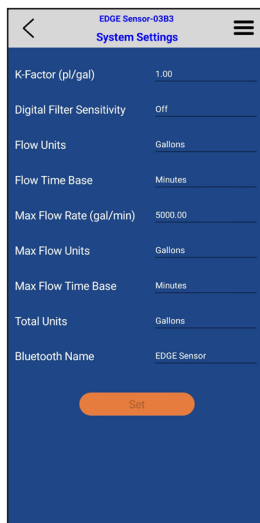 EDGE Sensor-03B3
System Settings
K-Factor (pl/gal) 1.00
Digital Filter Sensitivity Off
Flow Units Gallons
Flow Time Base Minutes
Max Flow Rate (gal/min) 5000.00
Max Flow Units Gallons
Max Flow Time Base Minutes
Total Units Gallons
Bluetooth Name EDGE Sensor
Set